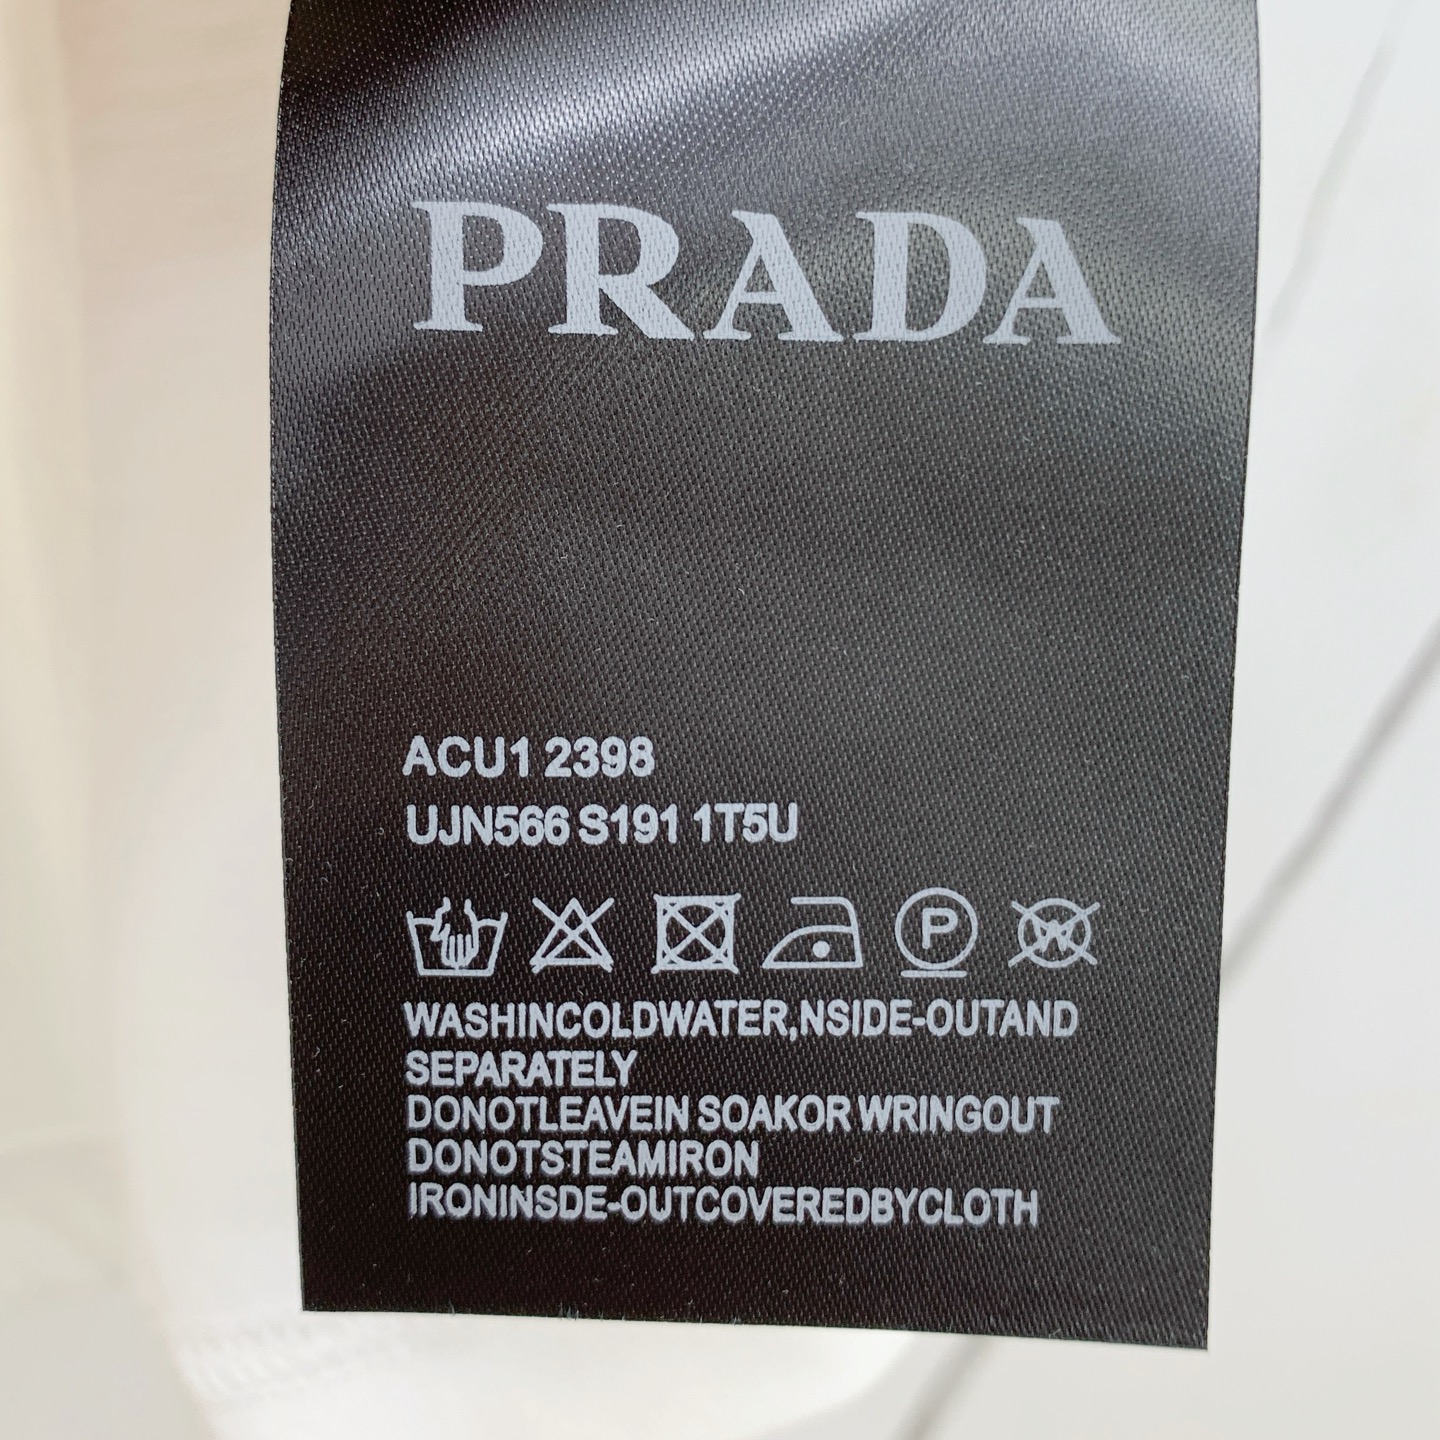 PRADA
ACU1 2398
UJN566 S191 1T5U
P W
WASHINCOLDWATER,NSIDE-OUTAND
SEPARATELY
DONOTLEAVEIN SOAKOR WRINGOUT
DONOTSTEAMIRON
IRONINSDE-OUTCOVEREDBYCLOTH